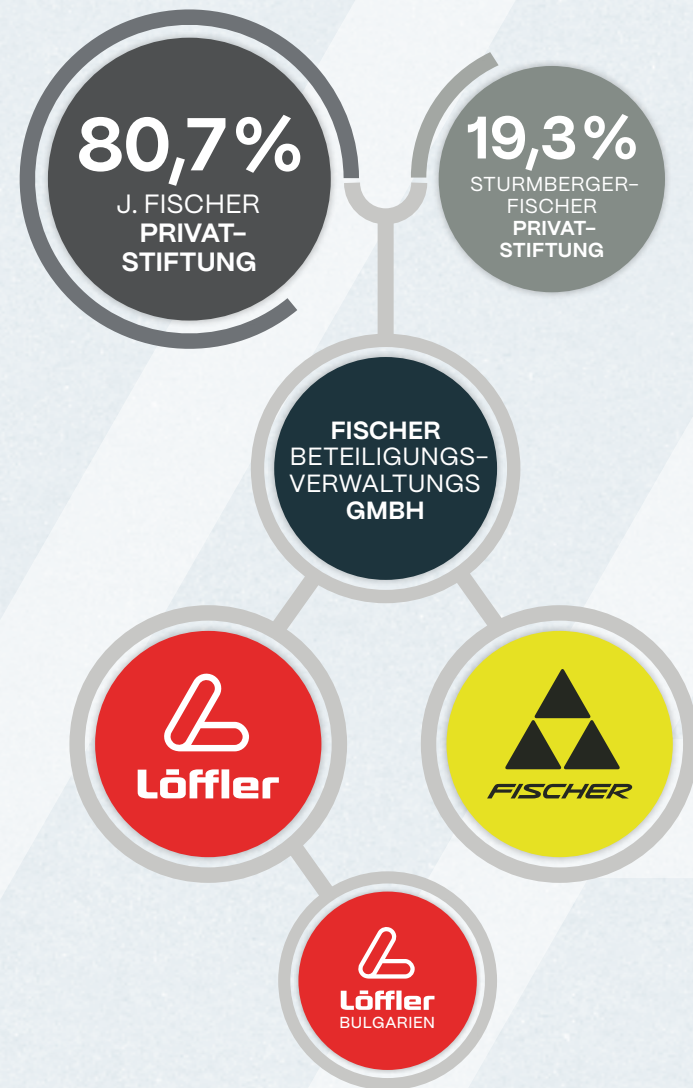 80,7%
J. FISCHER
PRIVAT–
STIFTUNG
19,3%
STURMBERGER–
FISCHER
PRIVAT–
STIFTUNG
FISCHER
BETEILIGUNGS–
VERWALTUNGS
GMBH
Löffler
FISCHER
Löffler
BULGARIEN